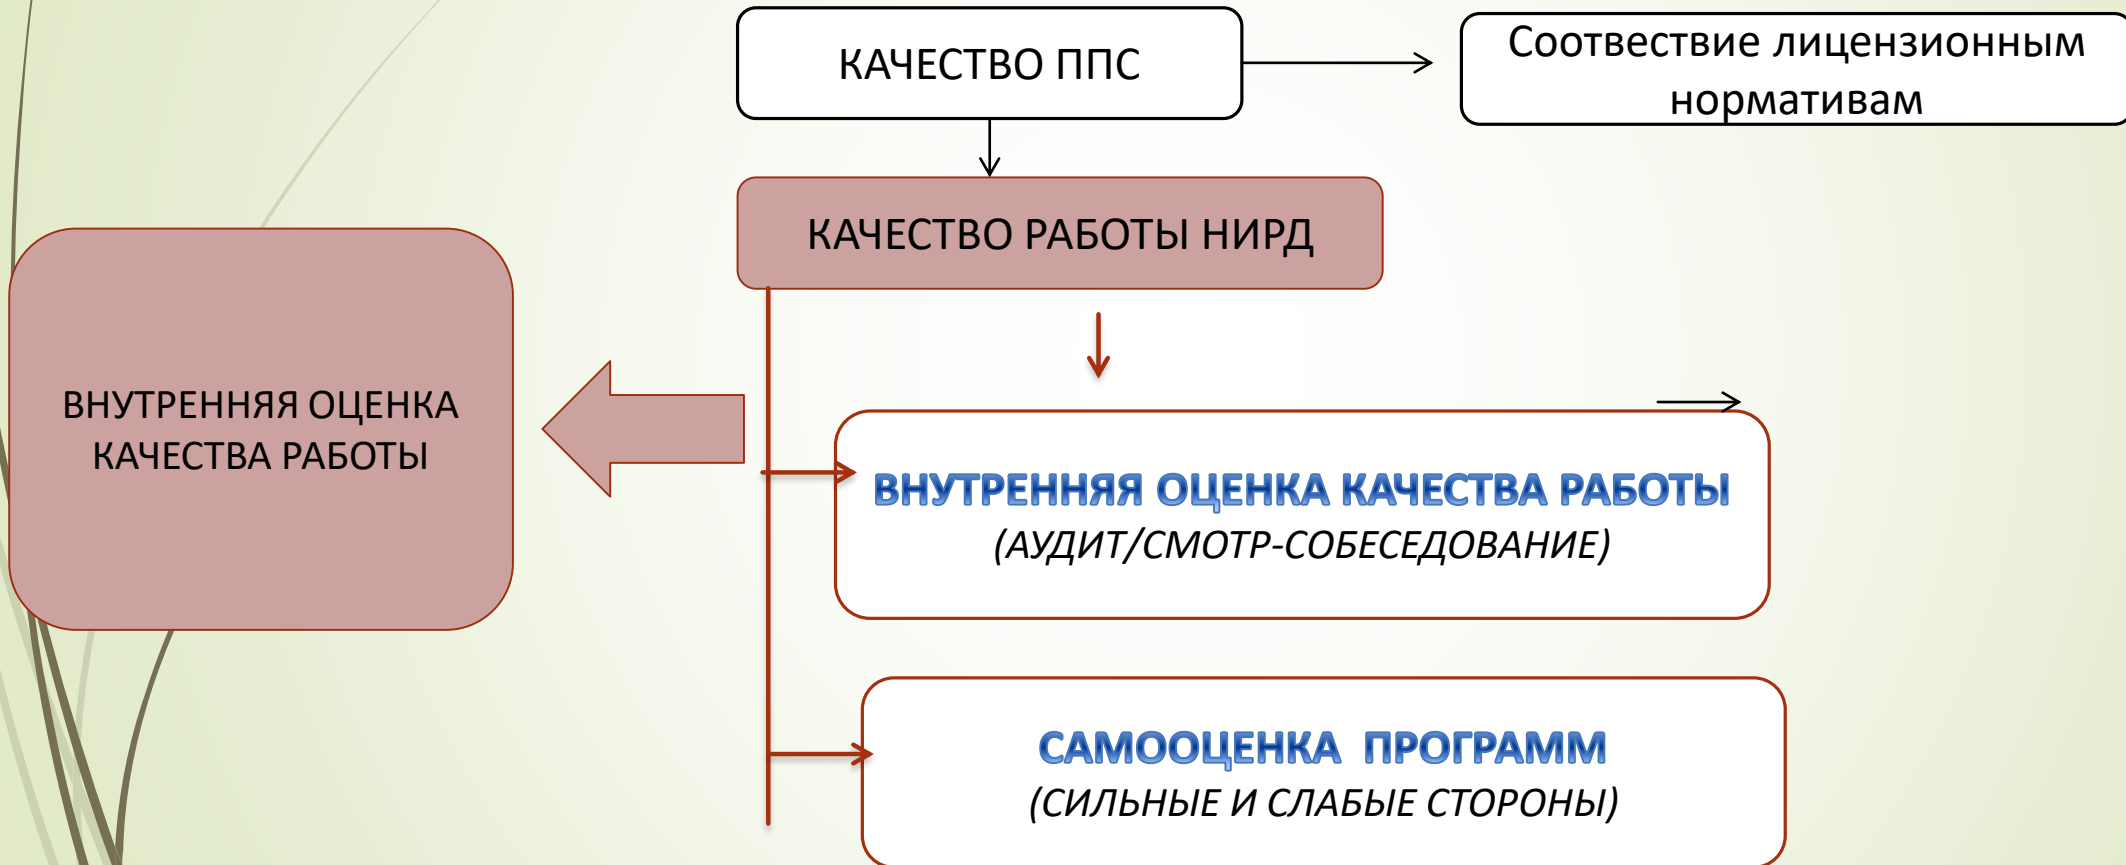 КАЧЕСТВО ППС
Соотвествие лицензионным
нормативам
КАЧЕСТВО РАБОТЫ НИРД
ВНУТРЕННЯЯ ОЦЕНКА
КАЧЕСТВА РАБОТЫ
ВНУТРЕННЯЯ ОЦЕНКА КАЧЕСТВА РАБОТЫ
(АУДИТ/СМОТР-СОБЕСЕДОВАНИЕ)
САМООЦЕНКА ПРОГРАММ
(СИЛЬНЫЕ И СЛАБЫЕ СТОРОНЫ)